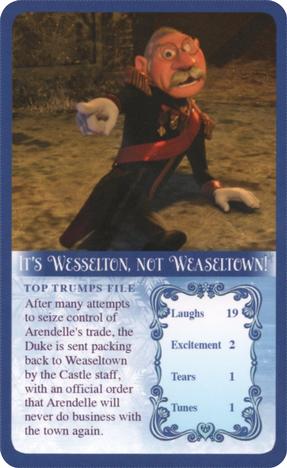 IT'S WESSELTON, NOT WEASELTOWN!
TOP TRUMPS FILE
After many attempts
to seize control of
Arendelle's trade, the
Duke is sent packing
back to Weaseltown
by the Castle staff,
with an official order
that Arendelle will
never do business with
the town again.
Laughs 19
Excitement 2
Tears 1
Tunes 1